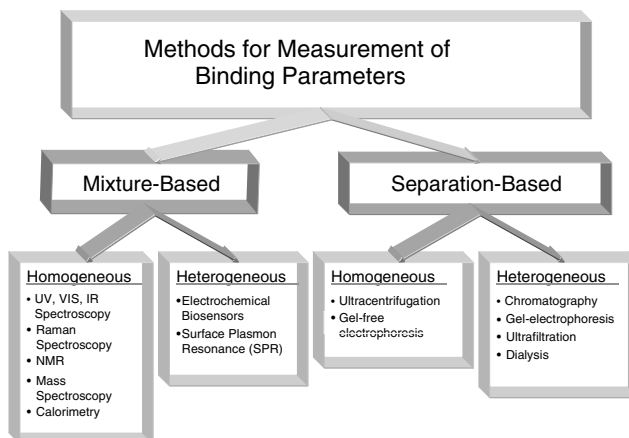 Methods for Measurement of
Binding Parameters
Mixture-Based
Separation-Based
Homogeneous
• UV, VIS, IR
Spectroscopy
• Raman
Spectroscopy
• NMR
• Mass
Spectroscopy
• Calorimetry
Heterogeneous
•Electrochemical
Biosensors
•Surface Plasmon
Resonance (SPR)
Homogeneous
• Ultracentrifugation
• Gel-free
electrophoresis
Heterogeneous
• Chromatography
• Gel-electrophoresis
• Ultrafiltration
• Dialysis